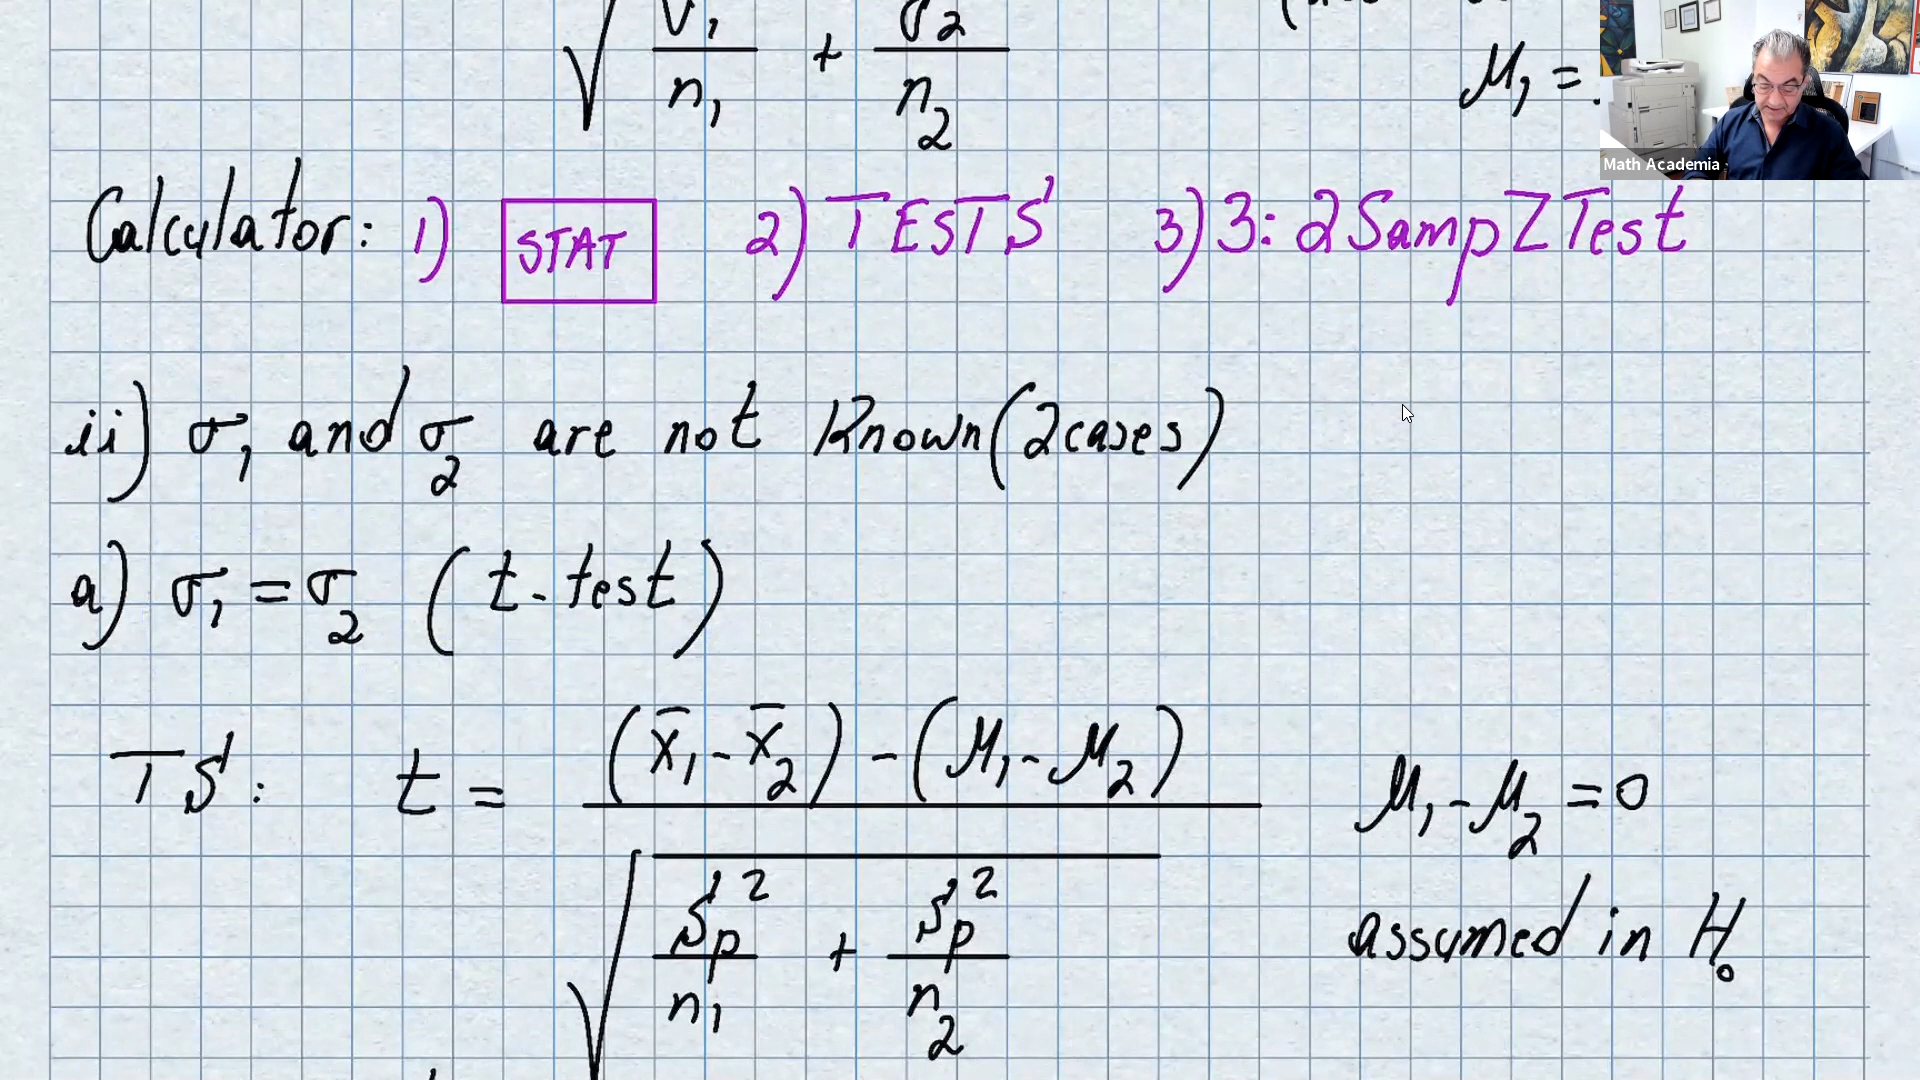 σ₁ + σ₂
n₁ n₂
μ₁ =
Math Academia
Calculator: 1) STAT 2) TESTS 3) 3: 2SampZTest
ii) σ₁ and σ₂ are not Known (2 cases)
a) σ₁ = σ₂ (t-test)
TS: t = (x̄₁ - x̄₂) - (μ₁ - μ₂) μ₁ - μ₂ = 0
√ Sp²/n₁ + Sp²/n₂ assumed in H₀